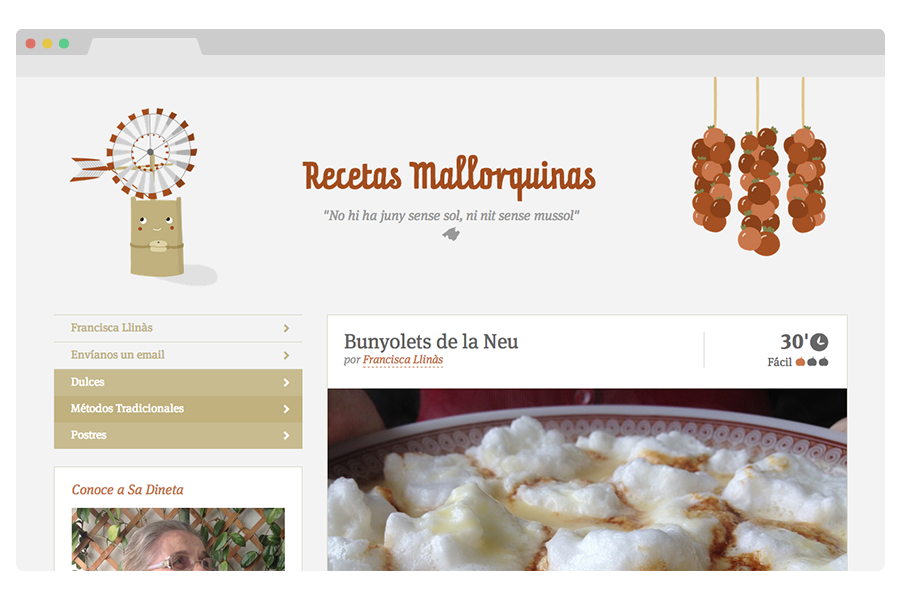 Recetas Mallorquinas
"No hi ha juny sense sol, ni nit sense mussol"
Francisca Llinàs
Envíanos un email
Dulces
Métodos Tradicionales
Postres
Conoce a Sa Dineta
Bunyolets de la Neu
por Francisca Llinàs
30'
Fácil